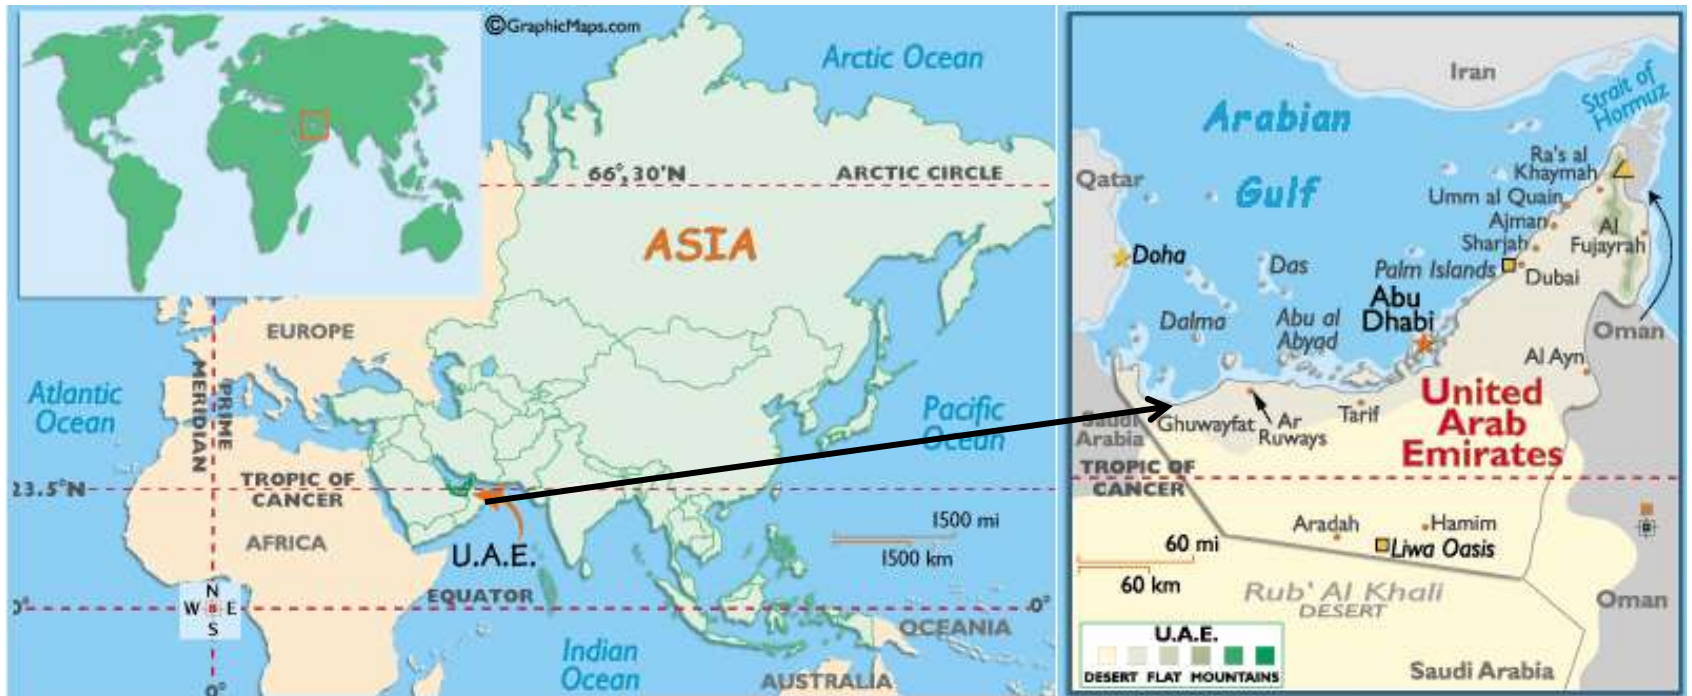 ©GraphicMaps.com
Arctic Ocean
66°, 30'N
ARCTIC CIRCLE
ASIA
EUROPE
Atlantic
Ocean
PRIME
MERIDIAN
Pacific
Ocean
23.5°N
TROPIC OF
CANCER
AFRICA
U.A.E.
1500 mi
1500 km
EQUATOR
N
W
E
S
0°
0°
OCEANIA
Indian
Ocean
AUSTRALIA
0°
Iran
Strait of
Hormuz
Arabian
Gulf
Qatar
Ra's al
Khaymah
Umm al Quain
Ajman
Al
Fujayrah
Sharjah
Doha
Das
Palm Islands
Dubai
Abu
Dhabi
Dalma
Abu al
Abyad
Oman
Al Ayn
United
Arab
Emirates
Saudi
Arabia
Ghuwayfat
Ar
Ruways
Tarif
TROPIC OF
CANCER
Aradah
Hamim
Liwa Oasis
60 mi
60 km
Rub' Al Khali
DESERT
Oman
U.A.E.
DESERT FLAT MOUNTAINS
Saudi Arabia